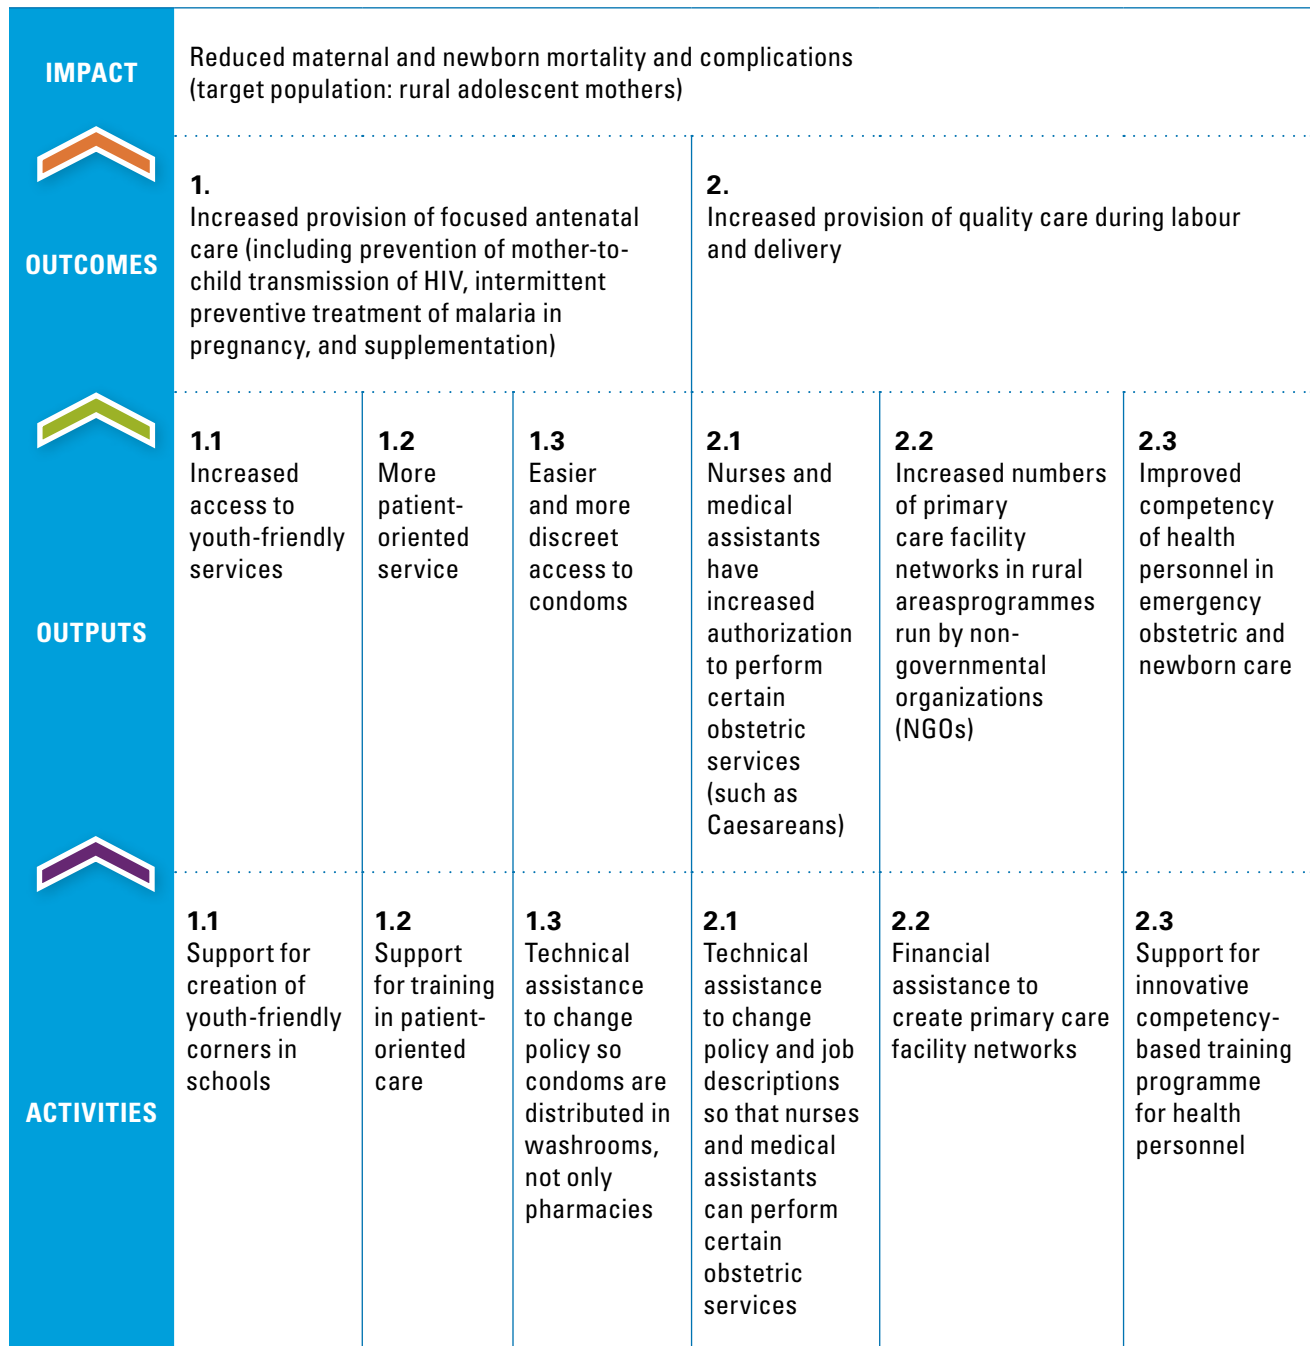 IMPACT
Reduced maternal and newborn mortality and complications
(target population: rural adolescent mothers)
OUTCOMES
1.
Increased provision of focused antenatal
care (including prevention of mother-to-
child transmission of HIV, intermittent
preventive treatment of malaria in
pregnancy, and supplementation)
2.
Increased provision of quality care during labour
and delivery
OUTPUTS
1.1
Increased
access to
youth-friendly
services
1.2
More
patient-
oriented
service
1.3
Easier
and more
discreet
access to
condoms
2.1
Nurses and
medical
assistants
have
increased
authorization
to perform
certain
obstetric
services
(such as
Caesareans)
2.2
Increased numbers
of primary
care facility
networks in rural
areasprogrammes
run by non-
governmental
organizations
(NGOs)
2.3
Improved
competency
of health
personnel in
emergency
obstetric and
newborn care
ACTIVITIES
1.1
Support for
creation of
youth-friendly
corners in
schools
1.2
Support
for training
in patient-
oriented
care
1.3
Technical
assistance
to change
policy so
condoms are
distributed in
washrooms,
not only
pharmacies
2.1
Technical
assistance
to change
policy and job
descriptions
so that nurses
and medical
assistants
can perform
certain
obstetric
services
2.2
Financial
assistance to
create primary care
facility networks
2.3
Support for
innovative
competency-
based training
programme
for health
personnel